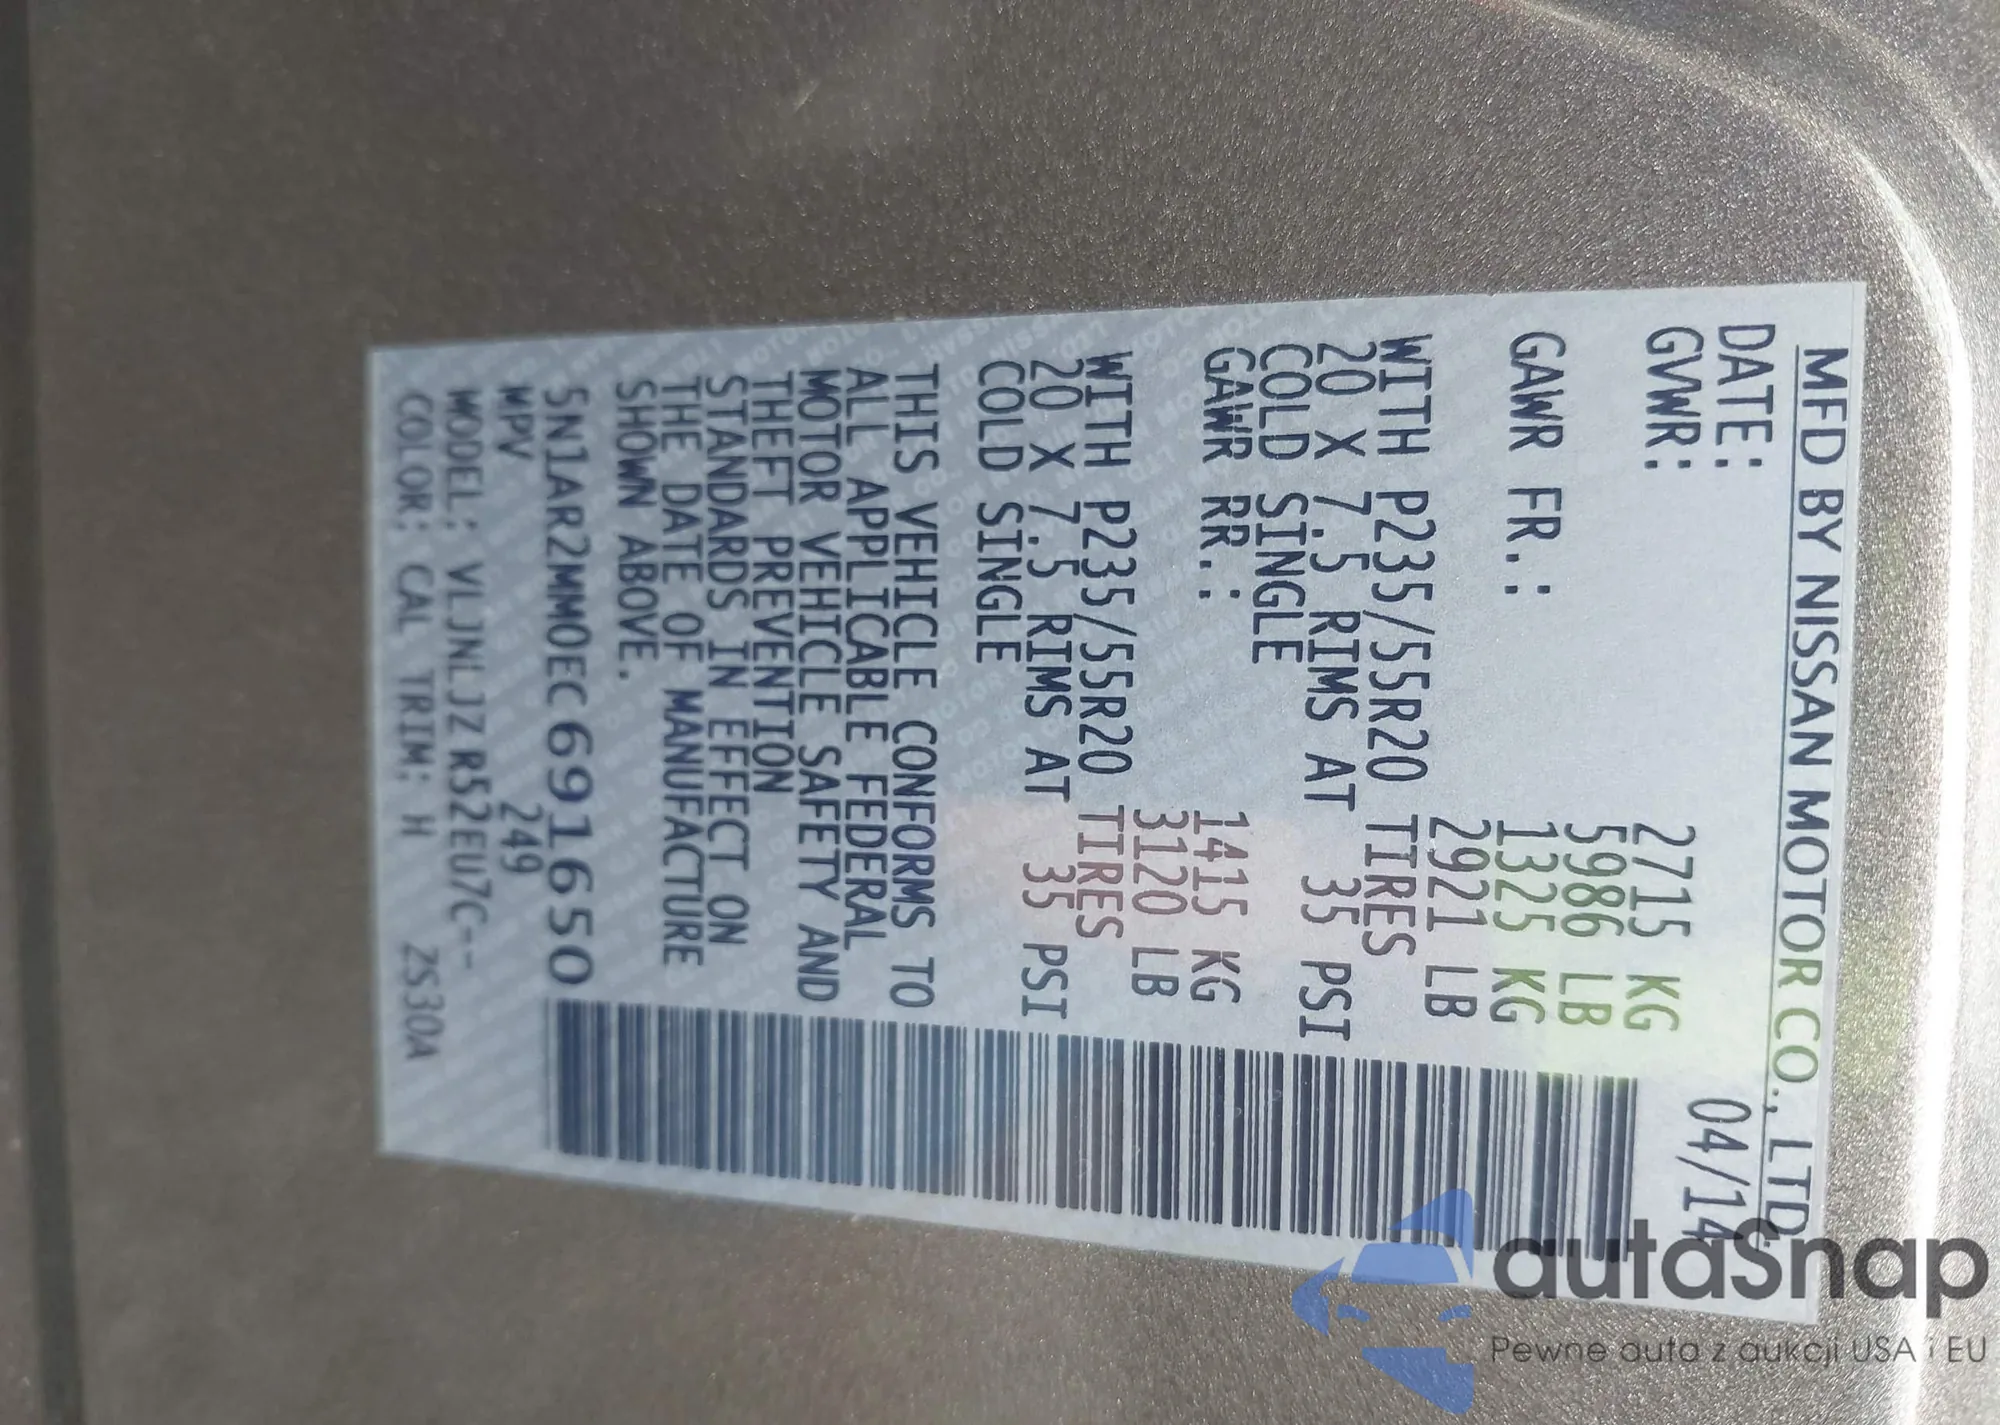 MFD BY NISSAN MOTOR CO., LTD.
DATE: 04/14
GVWR: 2715 KG
5986 LB
GAWR FR.: 1325 KG
2921 LB
WITH P235/55R20 TIRES
20 X 7.5 RIMS AT 35 PSI
COLD SINGLE
GAWR RR.: 1415 KG
3120 LB
WITH P235/55R20 TIRES
20 X 7.5 RIMS AT 35 PSI
COLD SINGLE
THIS VEHICLE CONFORMS TO
ALL APPLICABLE FEDERAL
MOTOR VEHICLE SAFETY AND
THEFT PREVENTION
STANDARDS IN EFFECT ON
THE DATE OF MANUFACTURE
SHOWN ABOVE.
5N1AR2MM0EC691650
MPV 249
MODEL: VLJNLJZ R52EU7C--
COLOR: CAL TRIM: H 2S30A
autaSnap
Pewne auta z aukcji USA i EU